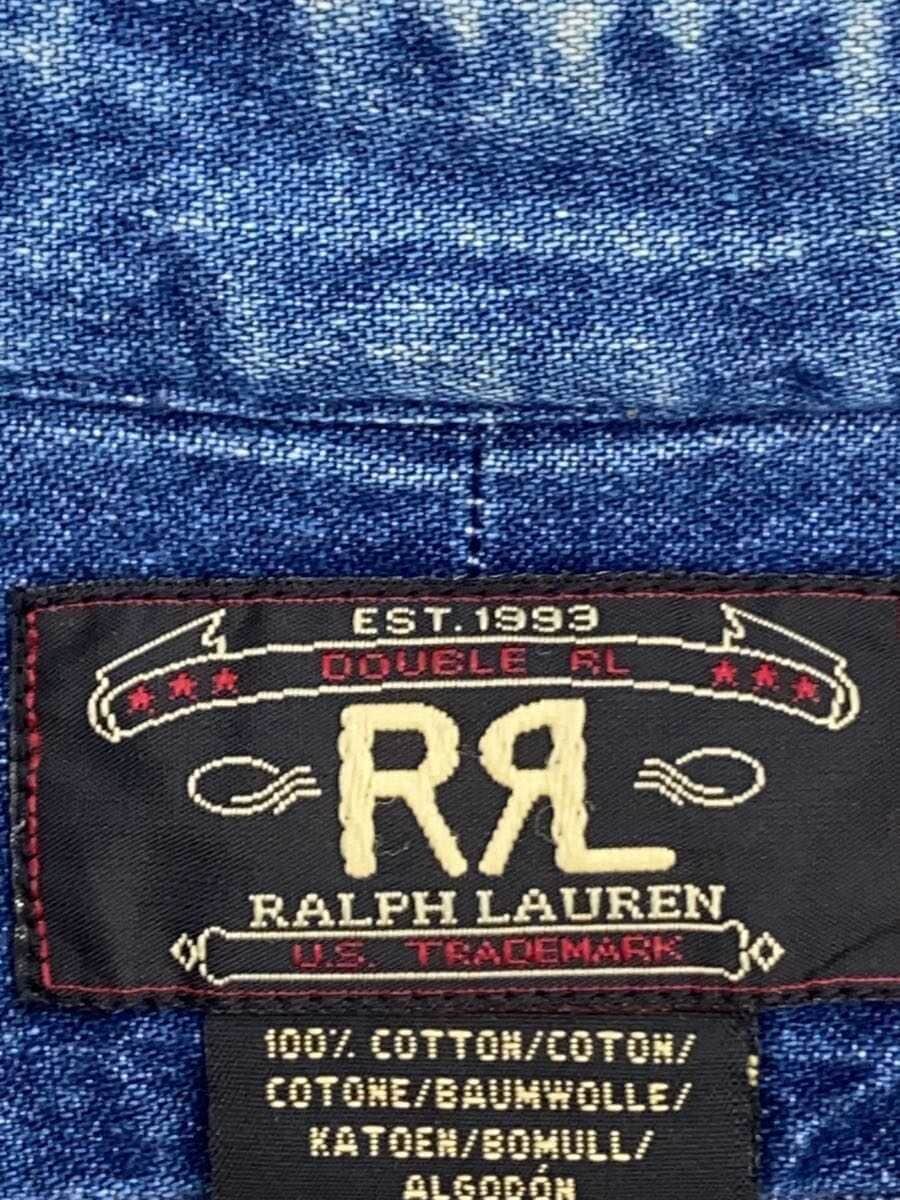 EST.1993
DOUBLE RL
RRL
RALPH LAUREN
U.S. TRADEMARK
100% COTTON/COTON/
COTONE/BAUMWOLLE/
KATOEN/BOMULL/
ALGODÓN